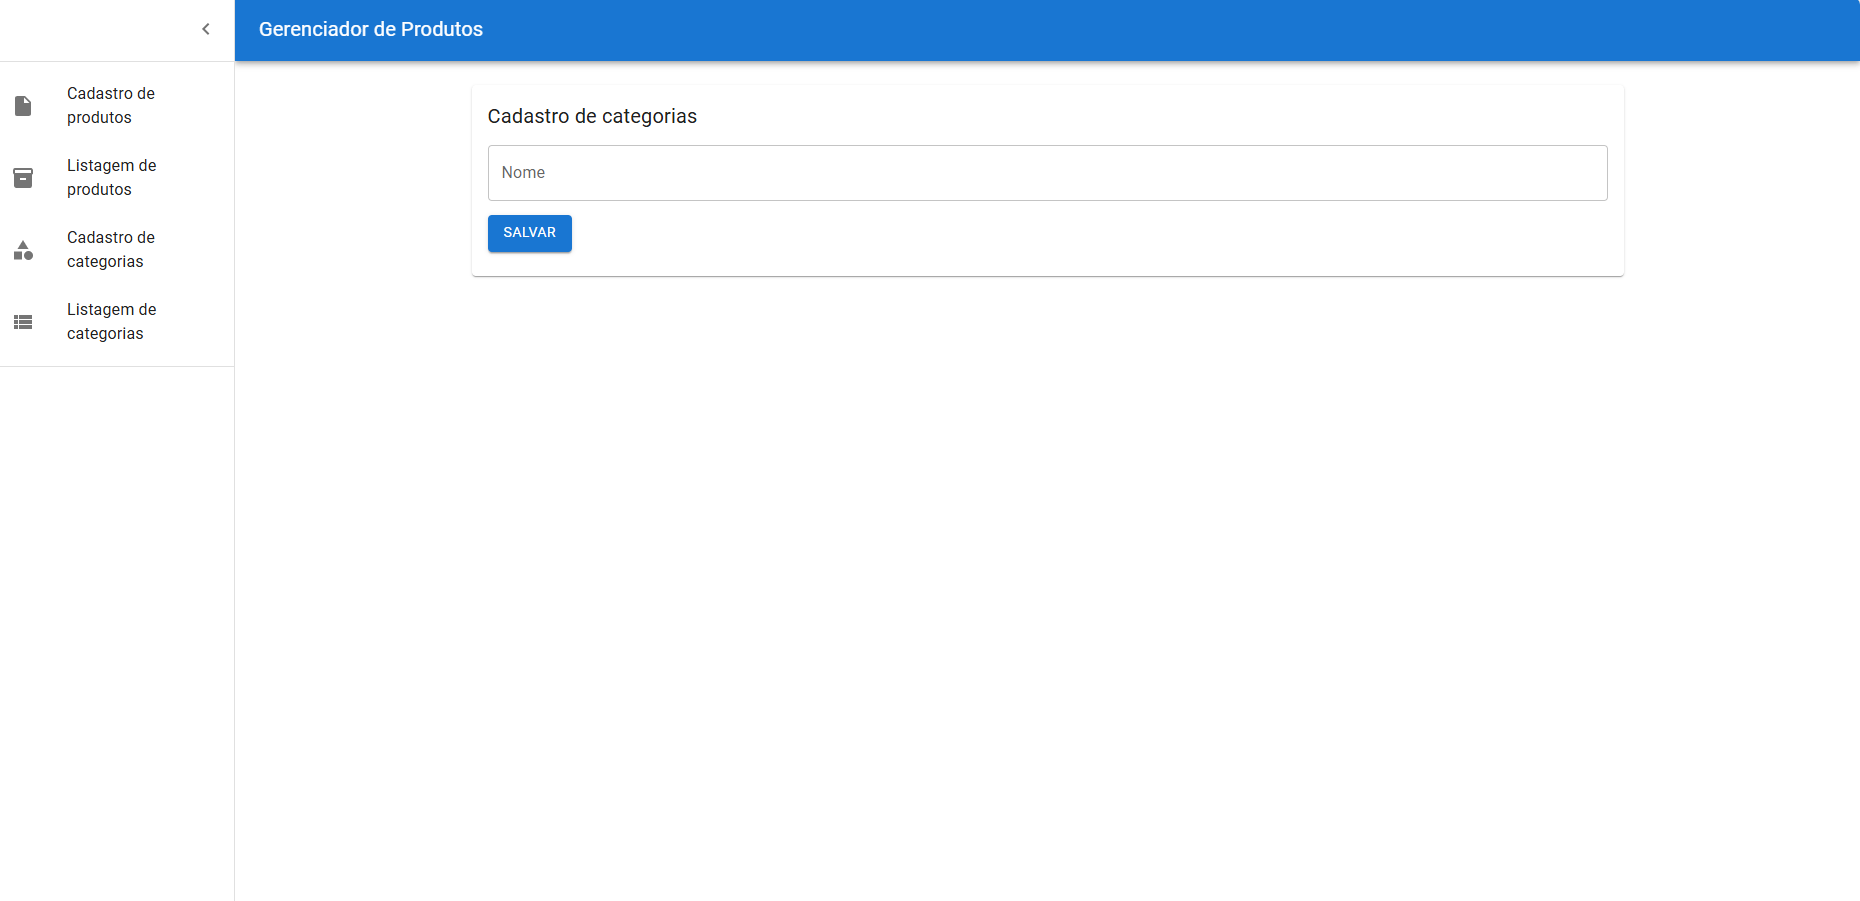 Gerenciador de Produtos
Cadastro de
produtos
Listagem de
produtos
Cadastro de
categorias
Listagem de
categorias
Cadastro de categorias
Nome
SALVAR